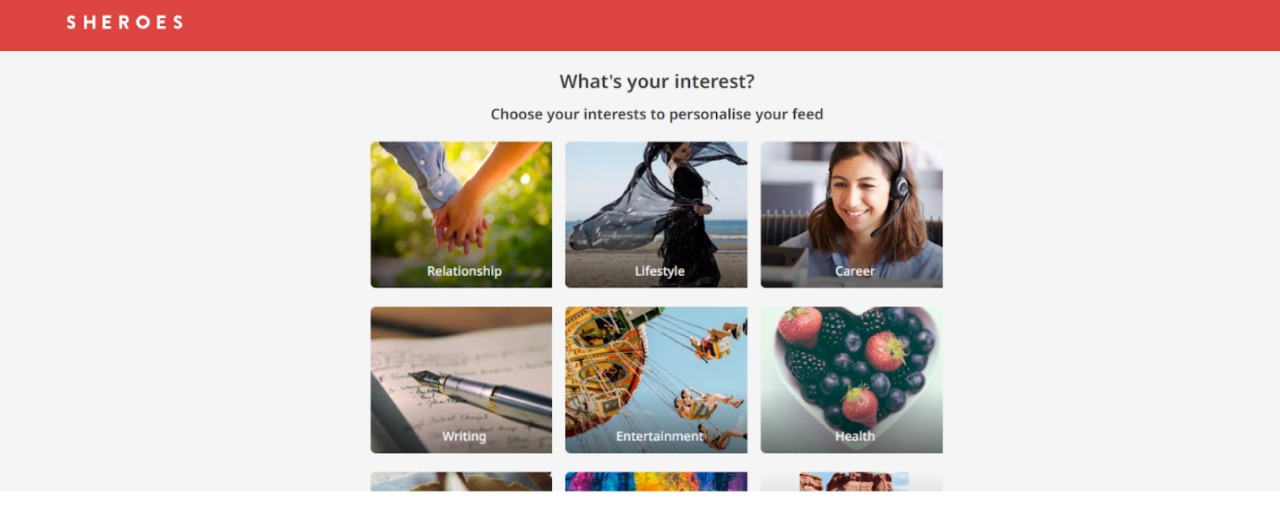 SHEROES
What's your interest?
Choose your interests to personalise your feed
Relationship
Lifestyle
Career
Writing
Entertainment
Health